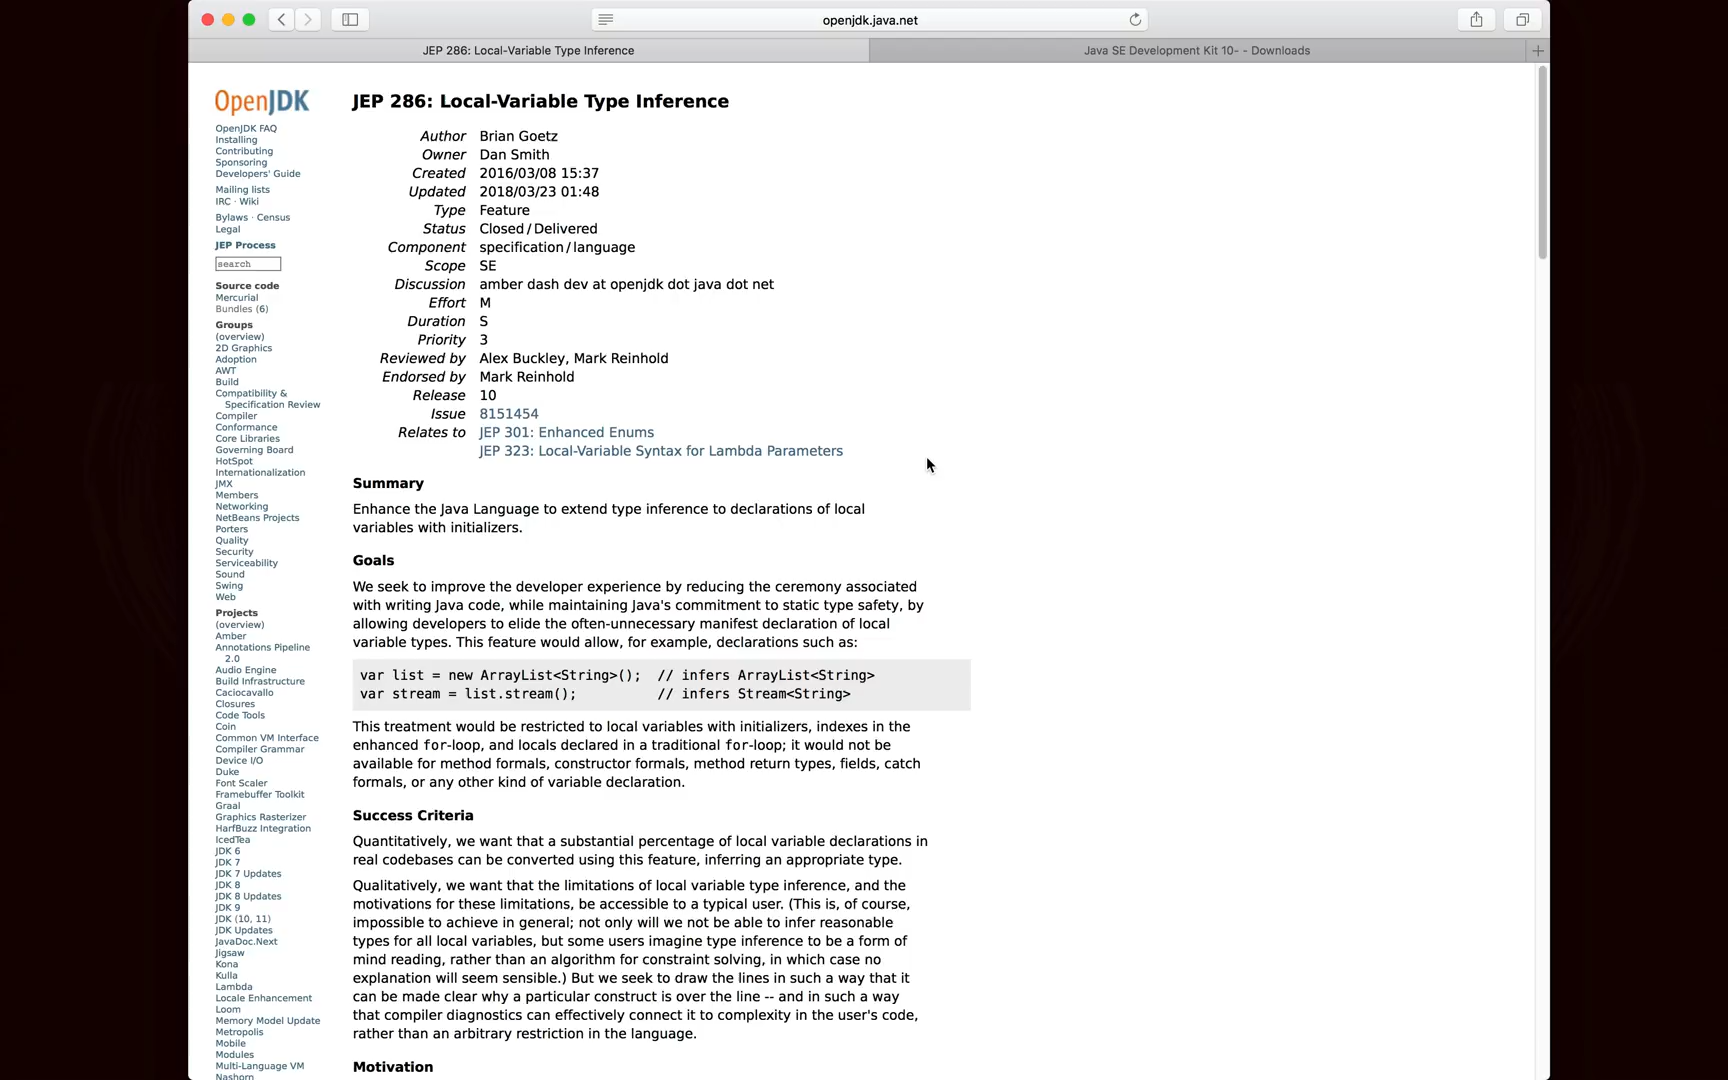 openjdk.java.net
JEP 286: Local-Variable Type Inference
Java SE Development Kit 10- - Downloads
OpenJDK
OpenJDK FAQ
Installing
Contributing
Sponsoring
Developers' Guide
Mailing lists
IRC · Wiki
Bylaws · Census
Legal
JEP Process
search
Source code
Mercurial
Bundles (6)
Groups
(overview)
2D Graphics
Adoption
AWT
Build
Compatibility &
Specification Review
Compiler
Conformance
Core Libraries
Governing Board
HotSpot
Internationalization
JMX
Members
Networking
NetBeans Projects
Porters
Quality
Security
Serviceability
Sound
Swing
Web
Projects
(overview)
Amber
Annotations Pipeline
2.0
Audio Engine
Build Infrastructure
Caciocavallo
Closures
Code Tools
Coin
Common VM Interface
Compiler Grammar
Device I/O
Duke
Font Scaler
Framebuffer Toolkit
Graal
Graphics Rasterizer
HarfBuzz Integration
IcedTea
JDK 6
JDK 7
JDK 7 Updates
JDK 8
JDK 8 Updates
JDK 9
JDK (10, 11)
JDK Updates
JavaDoc.Next
Jigsaw
Kona
Kulla
Lambda
Locale Enhancement
Loom
Memory Model Update
Metropolis
Mobile
Modules
Multi-Language VM
Nashorn
JEP 286: Local-Variable Type Inference
Author Brian Goetz
Owner Dan Smith
Created 2016/03/08 15:37
Updated 2018/03/23 01:48
Type Feature
Status Closed / Delivered
Component specification / language
Scope SE
Discussion amber dash dev at openjdk dot java dot net
Effort M
Duration S
Priority 3
Reviewed by Alex Buckley, Mark Reinhold
Endorsed by Mark Reinhold
Release 10
Issue 8151454
Relates to JEP 301: Enhanced Enums
JEP 323: Local-Variable Syntax for Lambda Parameters
Summary
Enhance the Java Language to extend type inference to declarations of local
variables with initializers.
Goals
We seek to improve the developer experience by reducing the ceremony associated
with writing Java code, while maintaining Java's commitment to static type safety, by
allowing developers to elide the often-unnecessary manifest declaration of local
variable types. This feature would allow, for example, declarations such as:
var list = new ArrayList<String>();  // infers ArrayList<String>
var stream = list.stream();          // infers Stream<String>
This treatment would be restricted to local variables with initializers, indexes in the
enhanced for-loop, and locals declared in a traditional for-loop; it would not be
available for method formals, constructor formals, method return types, fields, catch
formals, or any other kind of variable declaration.
Success Criteria
Quantitatively, we want that a substantial percentage of local variable declarations in
real codebases can be converted using this feature, inferring an appropriate type.
Qualitatively, we want that the limitations of local variable type inference, and the
motivations for these limitations, be accessible to a typical user. (This is, of course,
impossible to achieve in general; not only will we not be able to infer reasonable
types for all local variables, but some users imagine type inference to be a form of
mind reading, rather than an algorithm for constraint solving, in which case no
explanation will seem sensible.) But we seek to draw the lines in such a way that it
can be made clear why a particular construct is over the line -- and in such a way
that compiler diagnostics can effectively connect it to complexity in the user's code,
rather than an arbitrary restriction in the language.
Motivation